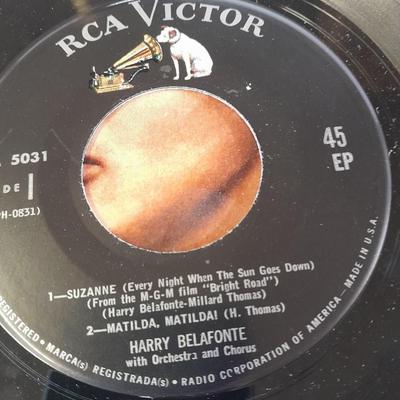 RCA VICTOR
5031
45
EP
DE 1
PH-0831)
1—SUZANNE (Every Night When The Sun Goes Down)
(From the M-G-M film "Bright Road")
(Harry Belafonte-Millard Thomas)
2—MATILDA, MATILDA! (H. Thomas)
HARRY BELAFONTE
with Orchestra and Chorus
REGISTERED • MARCA(s) REGISTRADA(s) • RADIO CORPORATION OF AMERICA — MADE IN U.S.A.